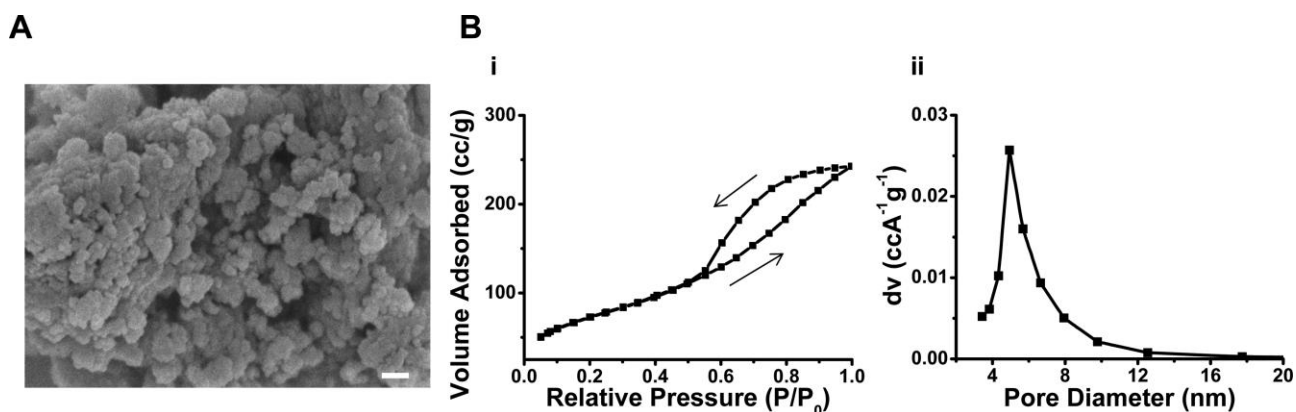 A
B
i
ii
300
200
100
Volume Adsorbed (cc/g)
0.0 0.2 0.4 0.6 0.8 1.0
Relative Pressure (P/P₀)
0.03
0.02
0.01
0.00
dv (ccA⁻¹g⁻¹)
4 8 12 16 20
Pore Diameter (nm)